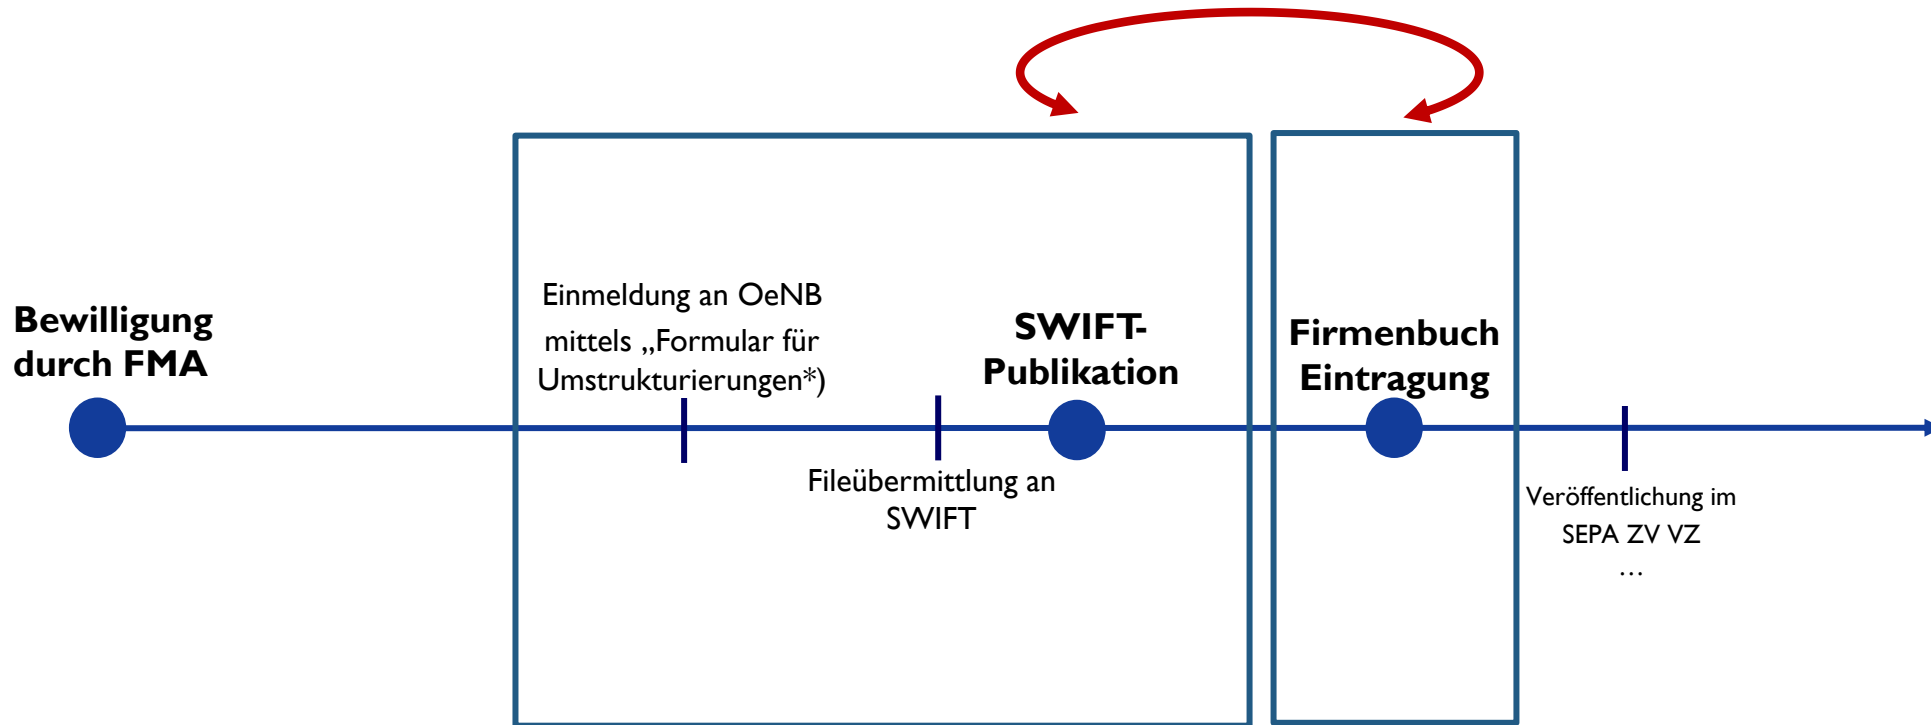 Bewilligung
durch FMA
Einmeldung an OeNB
mittels „Formular für
Umstrukturierungen*)
Fileübermittlung an
SWIFT
SWIFT-
Publikation
Firmenbuch
Eintragung
Veröffentlichung im
SEPA ZV VZ
…